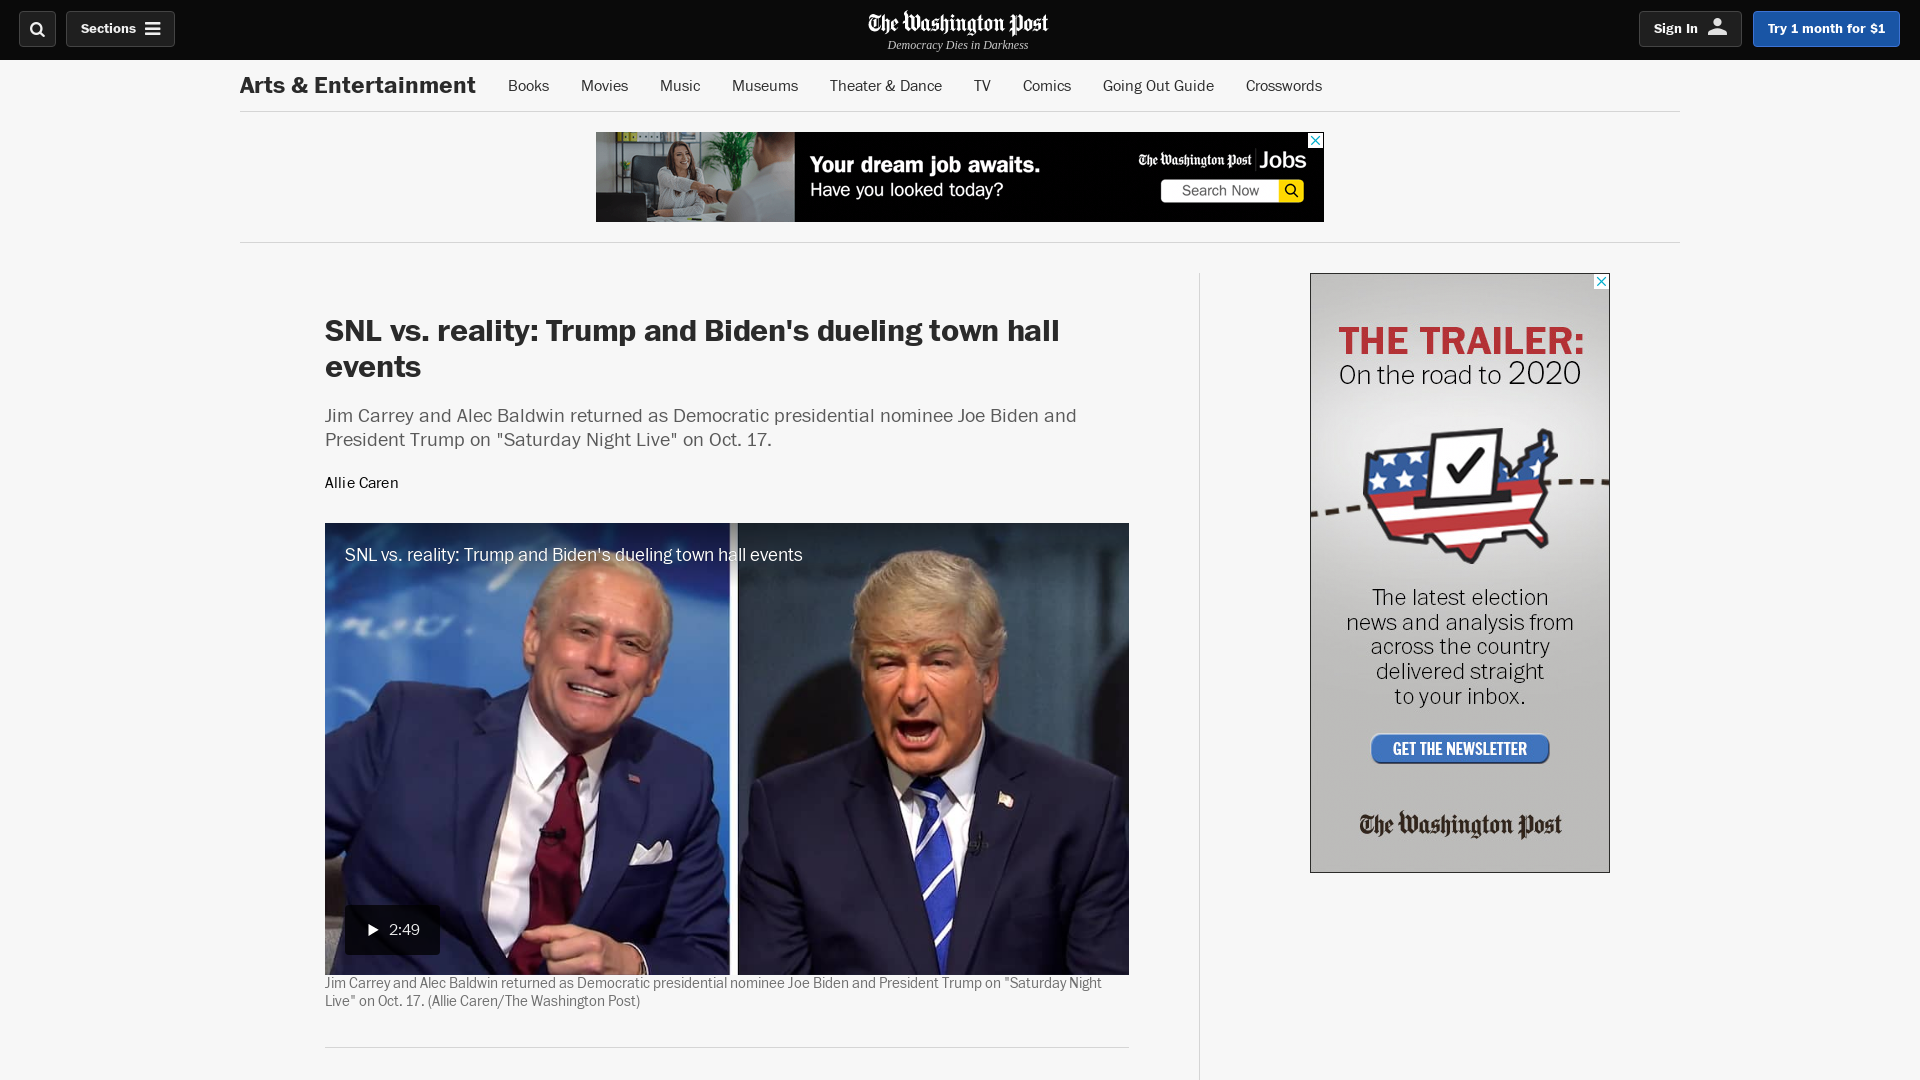 Sections
The Washington Post
Democracy Dies in Darkness
Sign In
Try 1 month for $1
Arts & Entertainment
Books
Movies
Music
Museums
Theater & Dance
TV
Comics
Going Out Guide
Crosswords
Your dream job awaits.
Have you looked today?
The Washington Post Jobs
Search Now
SNL vs. reality: Trump and Biden's dueling town hall
events
Jim Carrey and Alec Baldwin returned as Democratic presidential nominee Joe Biden and
President Trump on "Saturday Night Live" on Oct. 17.
Allie Caren
SNL vs. reality: Trump and Biden's dueling town hall events
2:49
Jim Carrey and Alec Baldwin returned as Democratic presidential nominee Joe Biden and President Trump on "Saturday Night
Live" on Oct. 17. (Allie Caren/The Washington Post)
THE TRAILER:
On the road to 2020
The latest election
news and analysis from
across the country
delivered straight
to your inbox.
GET THE NEWSLETTER
The Washington Post